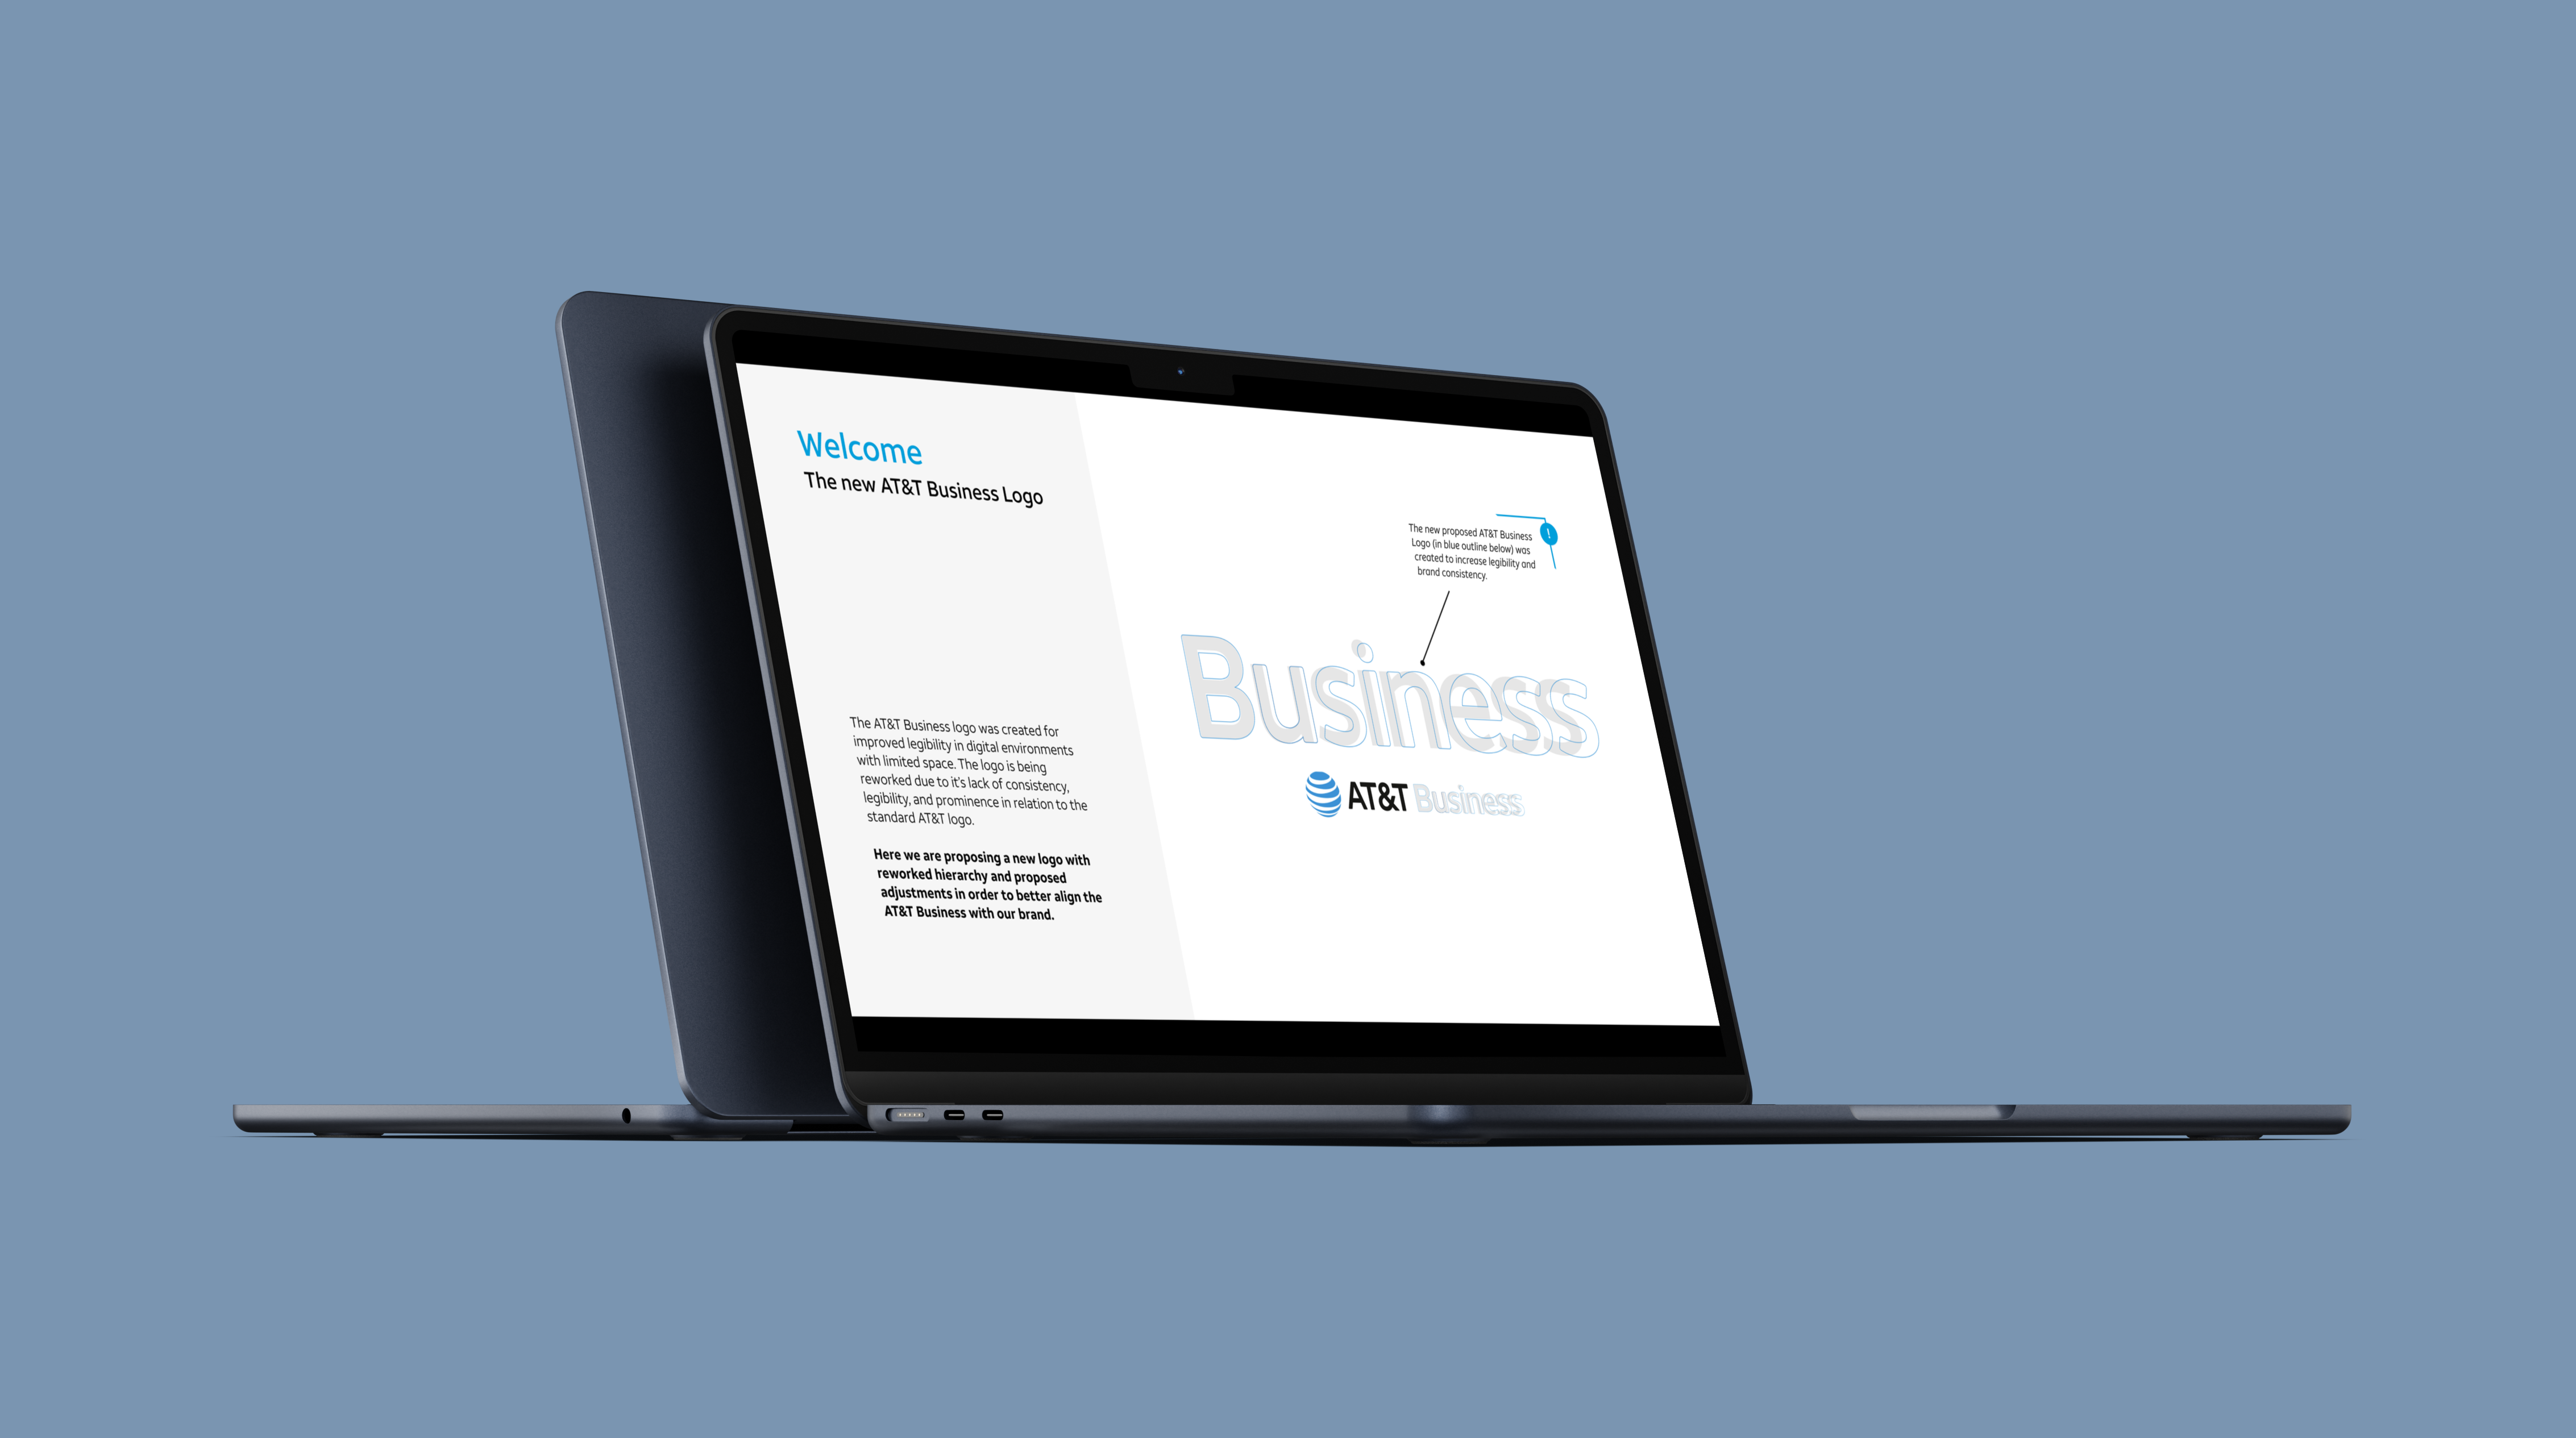 Welcome
The new AT&T Business Logo
The AT&T Business logo was created for
improved legibility in digital environments
with limited space. The logo is being
reworked due to it's lack of consistency,
legibility, and prominence in relation to the
standard AT&T logo.
Here we are proposing a new logo with
reworked hierarchy and proposed
adjustments in order to better align the
AT&T Business with our brand.
The new proposed AT&T Business
Logo (in blue outline below) was
created to increase legibility and
brand consistency.
!
Business
AT&T Business